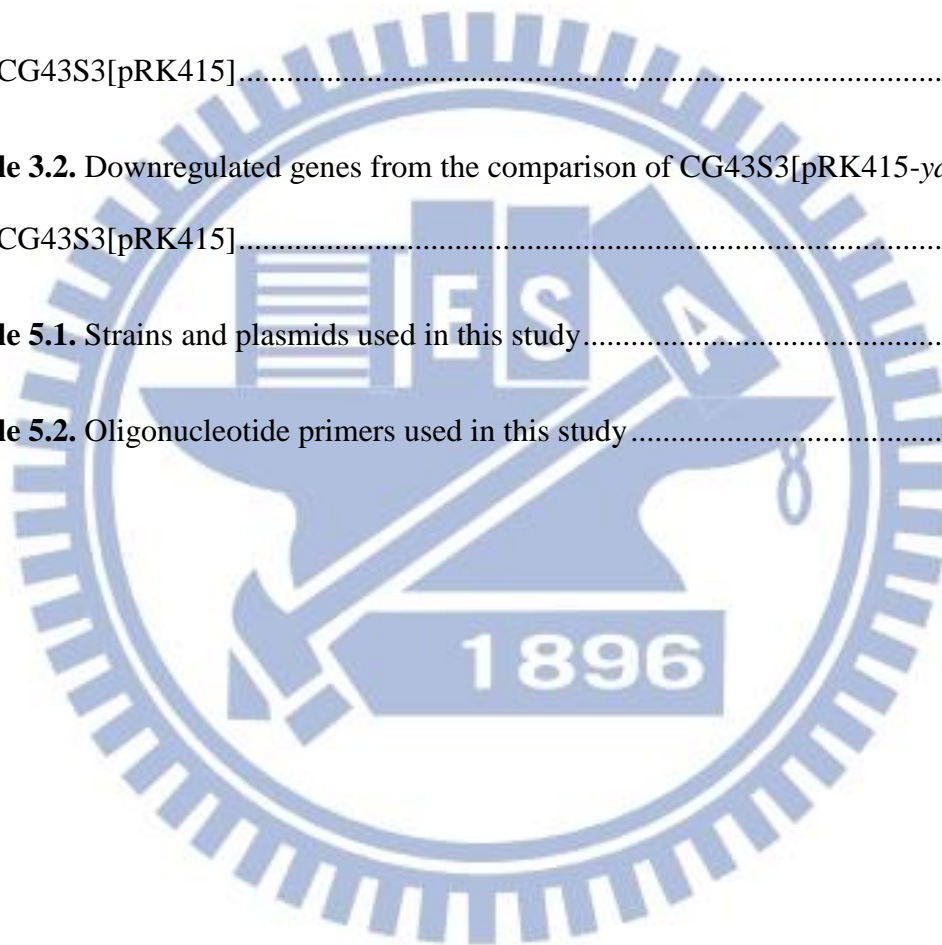 CG43S3[pRK415]
le 3.2. Downregulated genes from the comparison of CG43S3[pRK415-
CG43S3[pRK415]
le 5.1. Strains and plasmids used in this study
le 5.2. Oligonucleotide primers used in this study
E S A
1896